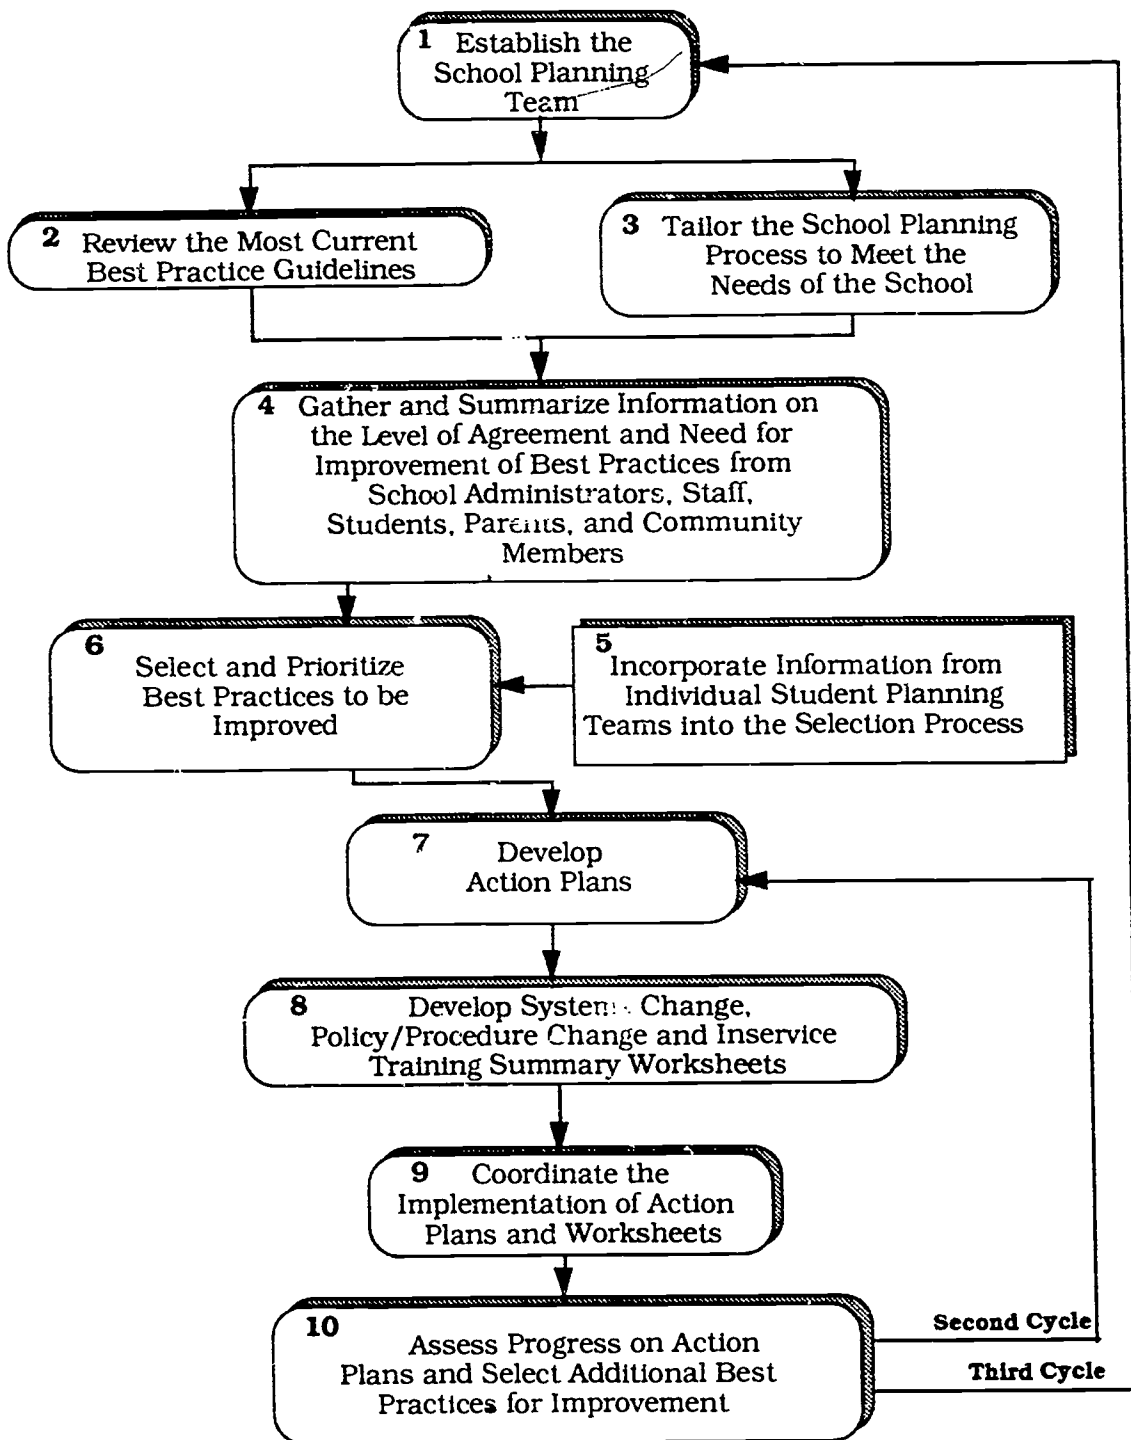 1 Establish the
School Planning
Team
2 Review the Most Current
Best Practice Guidelines
3 Tailor the School Planning
Process to Meet the
Needs of the School
4 Gather and Summarize Information on
the Level of Agreement and Need for
Improvement of Best Practices from
School Administrators, Staff,
Students, Parents, and Community
Members
6
Select and Prioritize
Best Practices to be
Improved
5
Incorporate Information from
Individual Student Planning
Teams into the Selection Process
7
Develop
Action Plans
8 Develop Systems Change,
Policy/Procedure Change and Inservice
Training Summary Worksheets
9 Coordinate the
Implementation of Action
Plans and Worksheets
10
Assess Progress on Action
Plans and Select Additional Best
Practices for Improvement
Second Cycle
Third Cycle